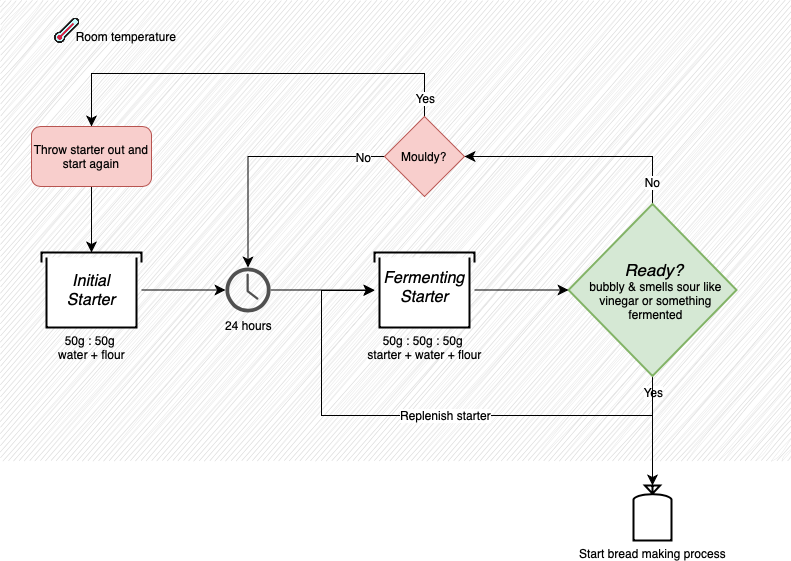 Room temperature
Yes
Throw starter out and
start again
Mouldy?
No
No
Initial
Starter
Fermenting
Starter
Ready?
bubbly & smells sour like
vinegar or something
fermented
24 hours
50g : 50g
water + flour
50g : 50g : 50g
starter + water + flour
Yes
Replenish starter
Start bread making process